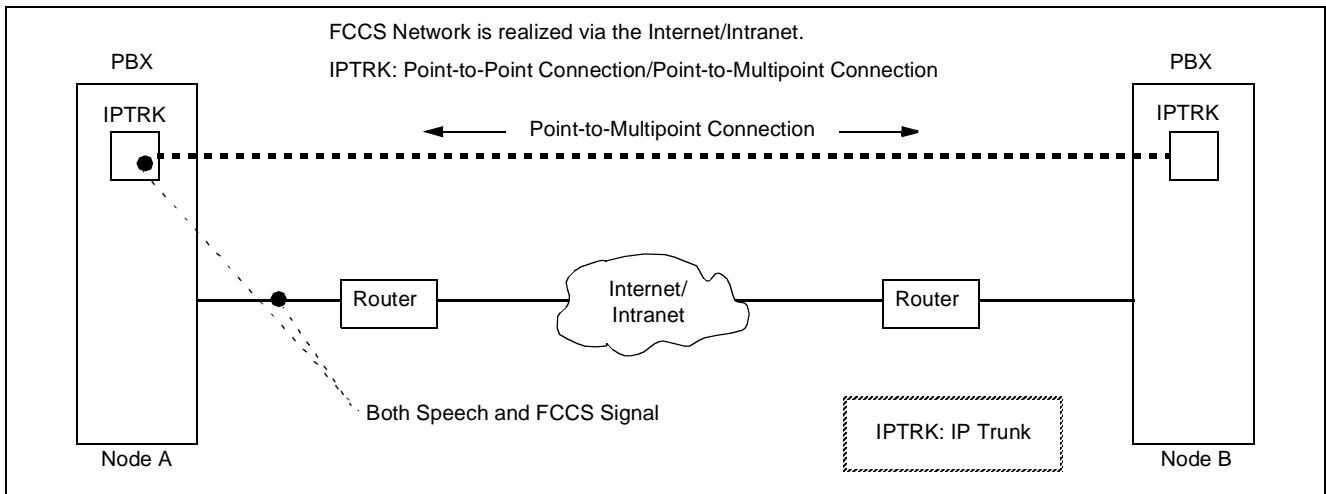 FCCS Network is realized via the Internet/Intranet.
IPTRK: Point-to-Point Connection/Point-to-Multipoint Connection
PBX
PBX
IPTRK
IPTRK
Point-to-Multipoint Connection
Router
Internet/
Intranet
Router
Both Speech and FCCS Signal
IPTRK: IP Trunk
Node A
Node B